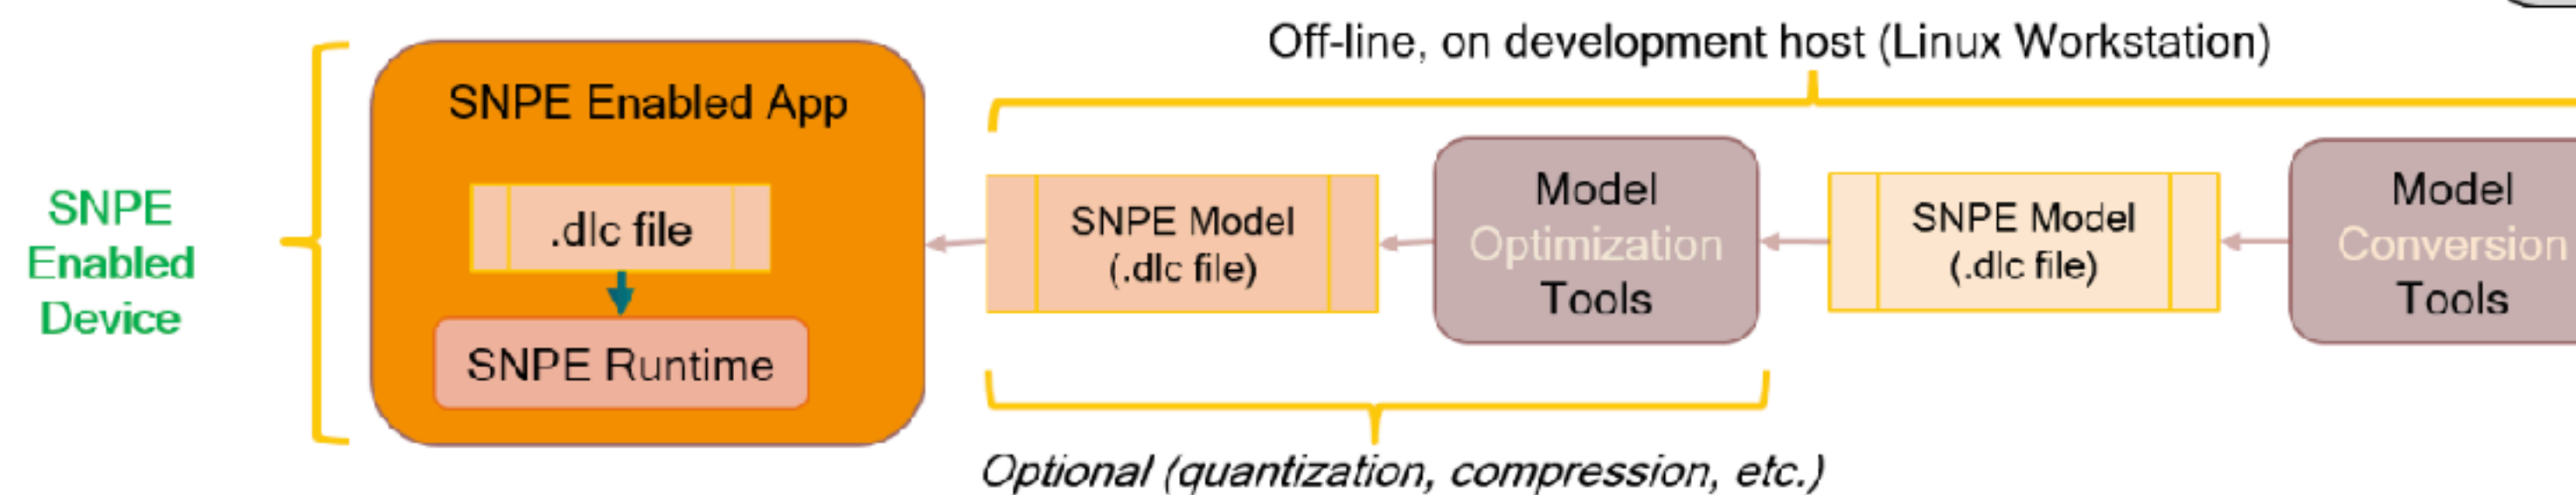 Off-line, on development host (Linux Workstation)
SNPE
Enabled
Device
SNPE Enabled App
.dlc file
SNPE Runtime
SNPE Model
(.dlc file)
Model
Optimization
Tools
SNPE Model
(.dlc file)
Model
Conversion
Tools
Optional (quantization, compression, etc.)